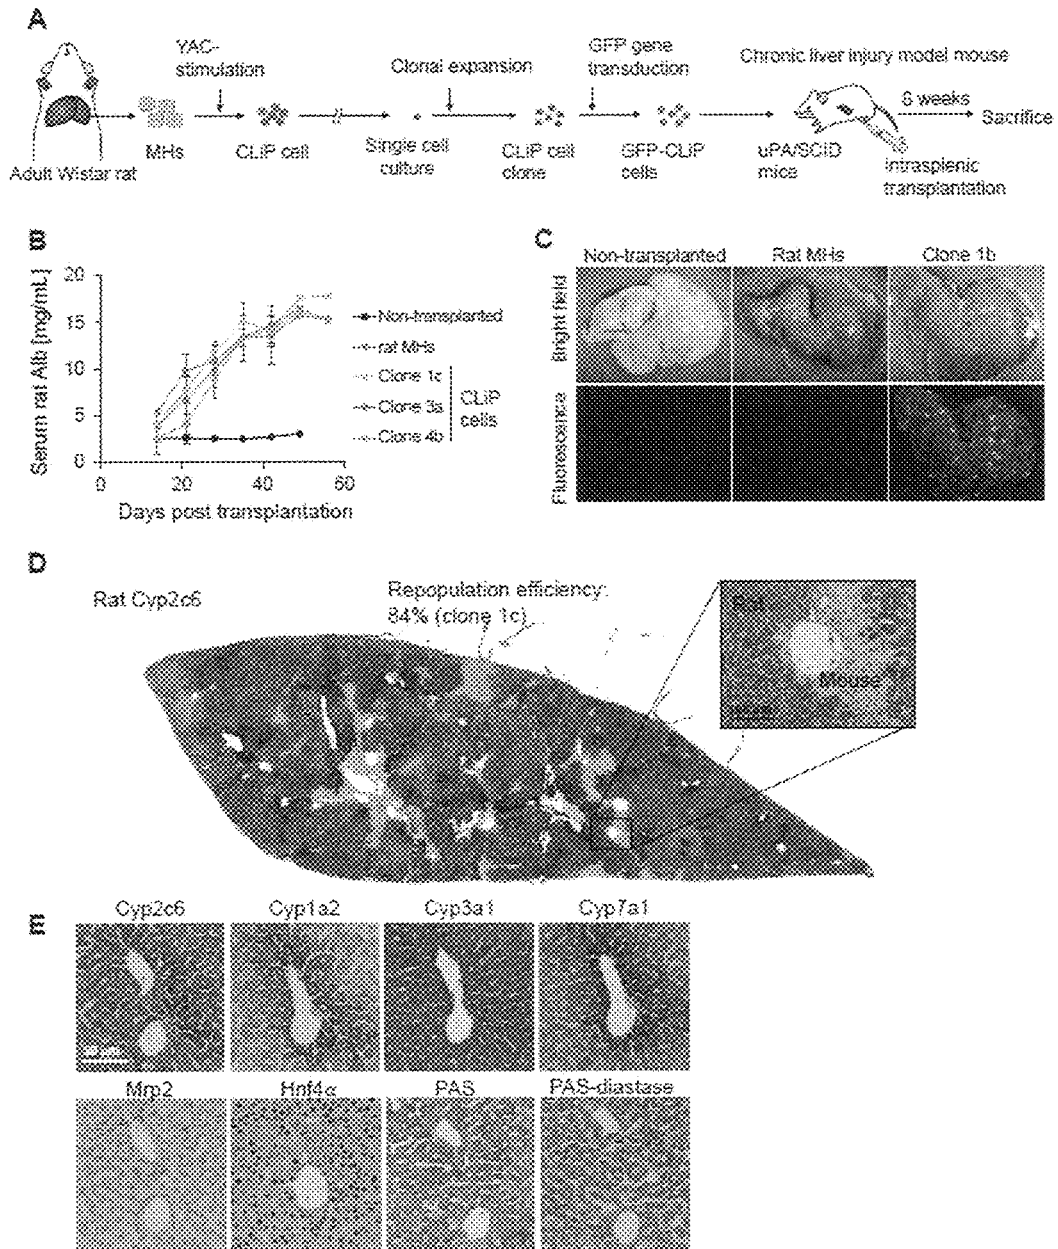 A
YAC-
stimulation
Clonal expansion
GFP gene
transduction
Chronic liver injury model mouse
8 weeks
Sacrifice
Adult Wistar rat
MHs
CLiP cell
Single cell
culture
CLiP cell
clone
GFP-CLiP
cells
uPA/SCID
mice
Intrasplenic
transplantation
B
Serum rat Alb [mg/mL]
20
15
10
5
0
0
20
40
60
Days post transplantation
Non-transplanted
rat MHs
Clone 1c
Clone 3a
Clone 4b
CLiP
cells
C
Non-transplanted
Rat MHs
Clone 1b
Bright field
Fluorescence
D
Rat Cyp2c6
Repopulation efficiency:
84% (clone 1c)
Rat
Mouse
E
Cyp2c6
Cyp1a2
Cyp3a1
Cyp7a1
Mrp2
Hnf4α
PAS
PAS-diastase